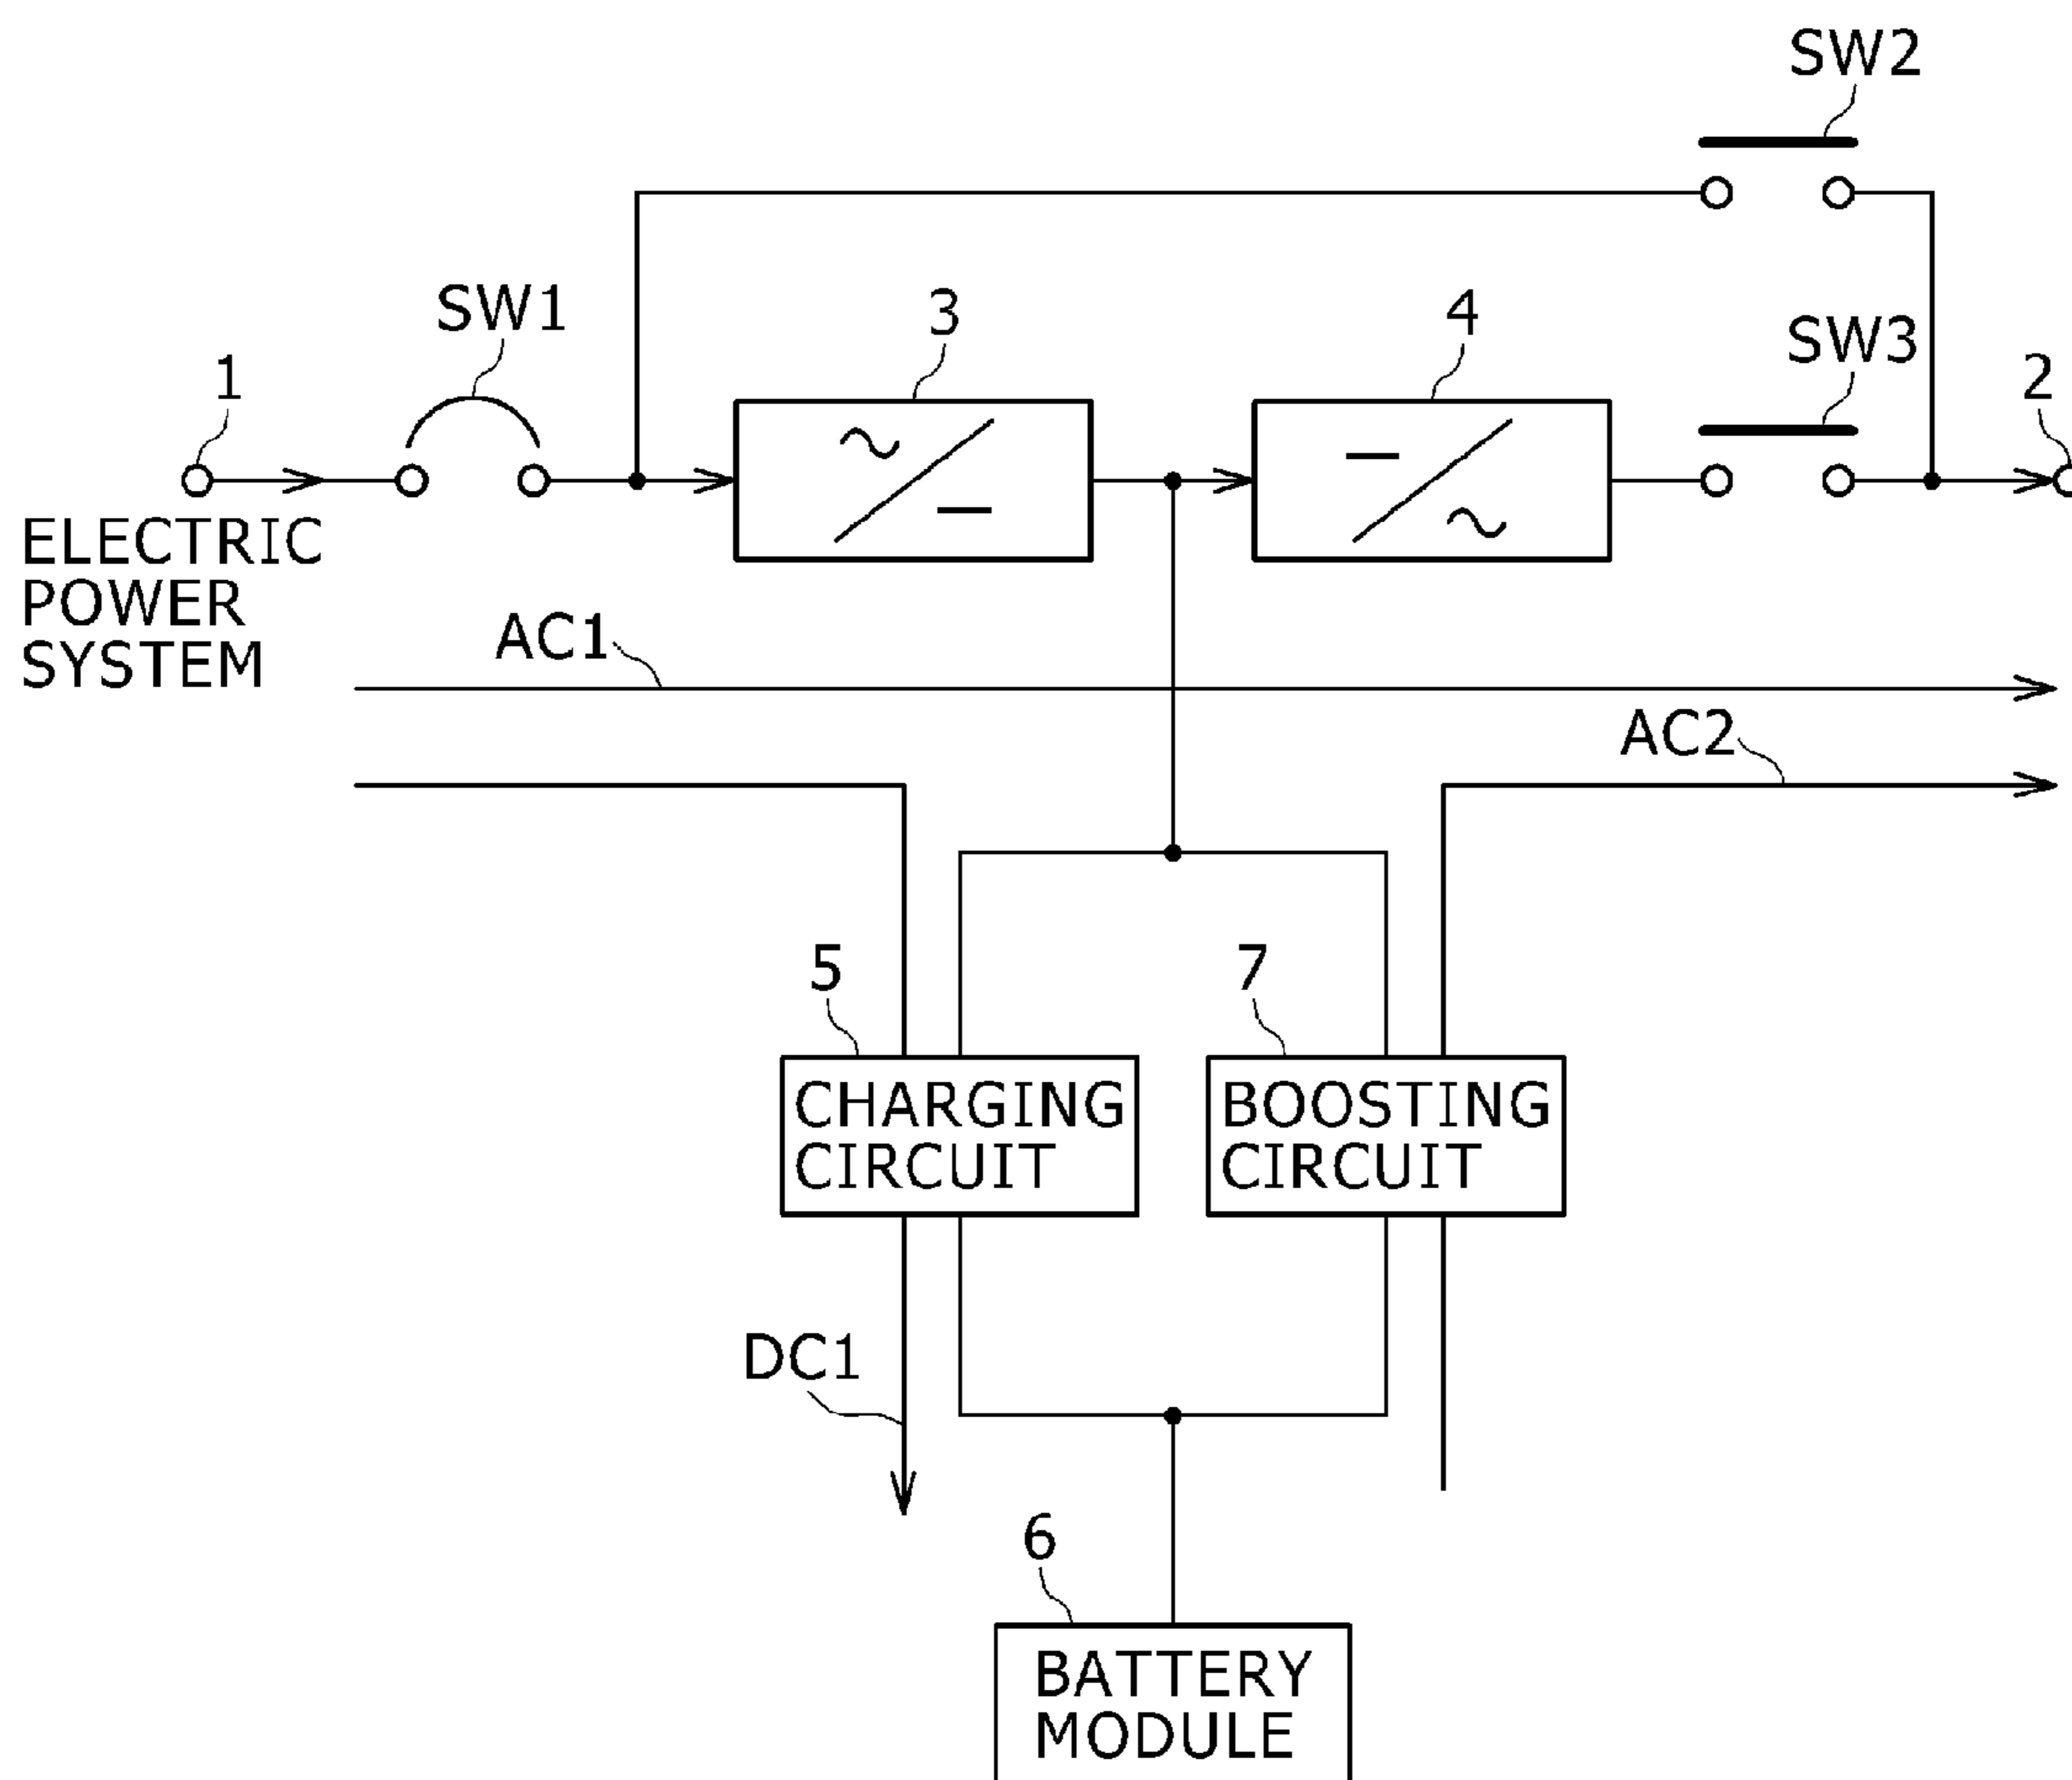 SW2
SW1
3
4
SW3
1
2
ELECTRIC
POWER
SYSTEM
AC1
AC2
5
7
CHARGING
CIRCUIT
BOOSTING
CIRCUIT
DC1
6
BATTERY
MODULE